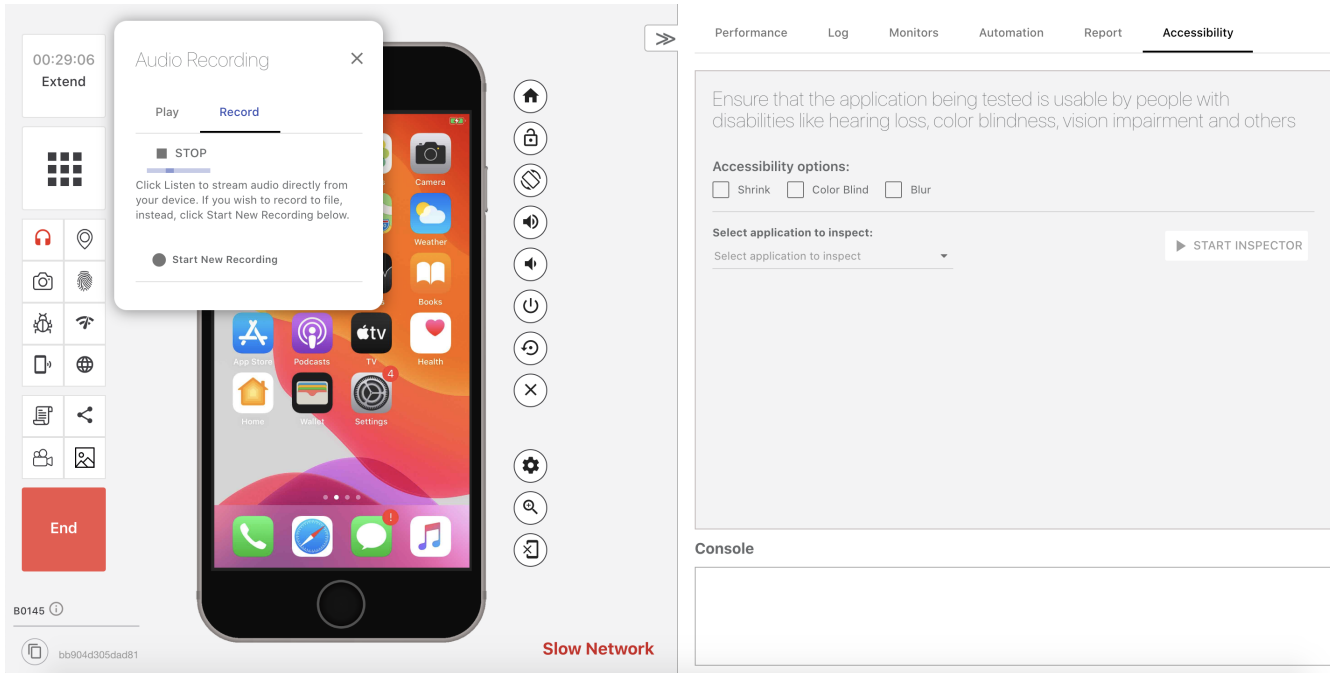 00:29:06
Extend
Audio Recording
Play
Record
STOP
Click Listen to stream audio directly from
your device. If you wish to record to file,
instead, click Start New Recording below.
Start New Recording
Camera
Weather
Books
App Store
Podcasts
tv
TV
Health
4
Home
Wallet
Settings
!
End
B0145
bb904d305dad81
Slow Network
Performance
Log
Monitors
Automation
Report
Accessibility
Ensure that the application being tested is usable by people with
disabilities like hearing loss, color blindness, vision impairment and others
Accessibility options:
Shrink
Color Blind
Blur
Select application to inspect:
Select application to inspect
START INSPECTOR
Console